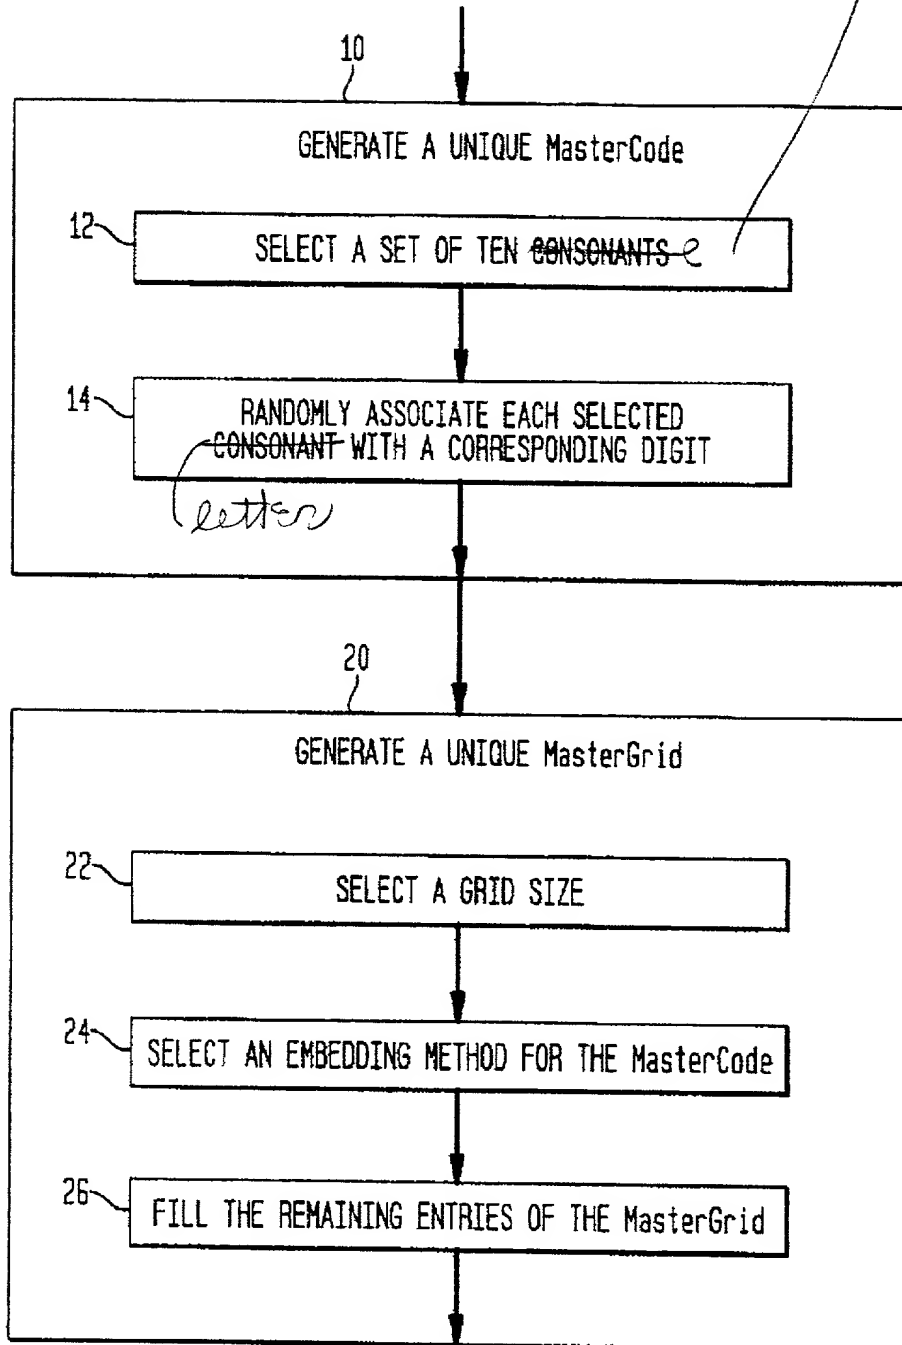 10
GENERATE A UNIQUE MasterCode
12
SELECT A SET OF TEN CONSONANTS
14
RANDOMLY ASSOCIATE EACH SELECTED
CONSONANT WITH A CORRESPONDING DIGIT
letter
20
GENERATE A UNIQUE MasterGrid
22
SELECT A GRID SIZE
24
SELECT AN EMBEDDING METHOD FOR THE MasterCode
26
FILL THE REMAINING ENTRIES OF THE MasterGrid